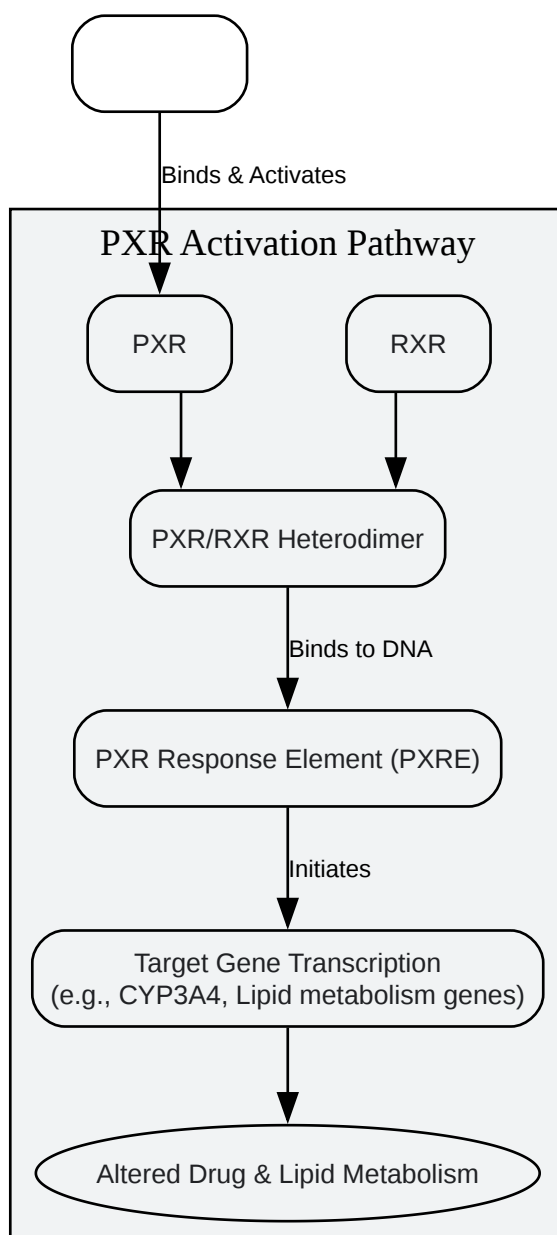 Binds & Activates
PXR Activation Pathway
PXR
RXR
PXR/RXR Heterodimer
Binds to DNA
PXR Response Element (PXRE)
Initiates
Target Gene Transcription
(e.g., CYP3A4, Lipid metabolism genes)
Altered Drug & Lipid Metabolism